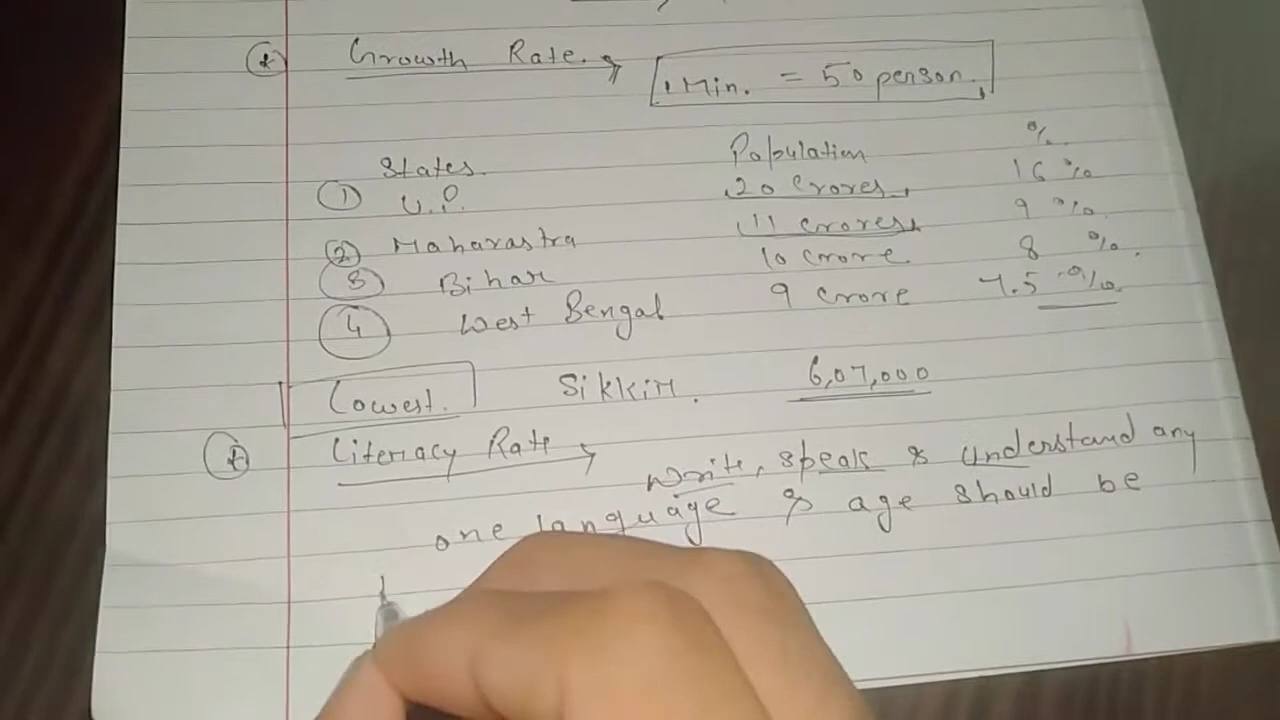 Growth Rate. → 1 Min. = 50 person.
States. Population %
① U.P. 20 Crores. 16 %
② Maharastra 11 crores. 9 %.
③ Bihar 10 crore. 8 %.
④ West Bengal 9 crore 7.5 %.
Lowest. Sikkim. 6,07,000
Literacy Rate → Write, speak & understand any
one language & age should be